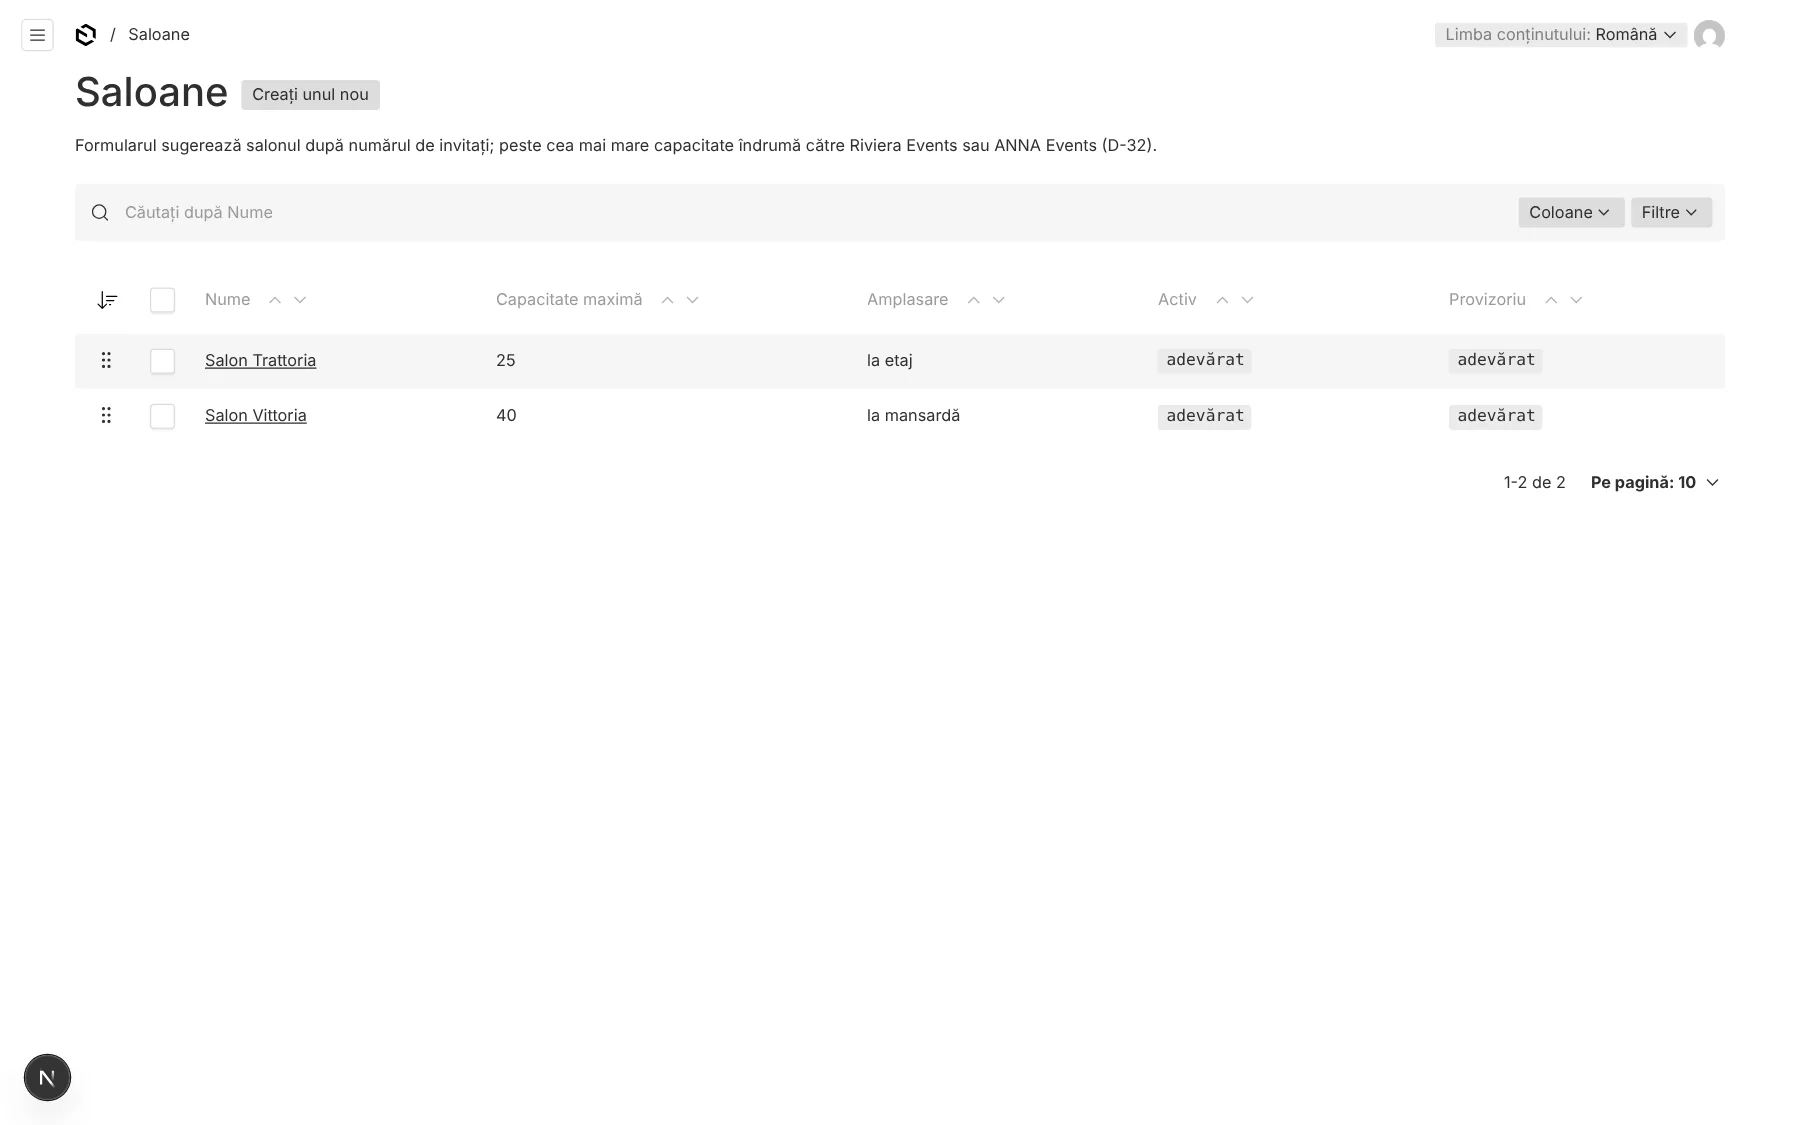 / Saloane
Limba conținutului: Română
Saloane
Creați unul nou
Formularul sugerează salonul după numărul de invitați; peste cea mai mare capacitate îndrumă către Riviera Events sau ANNA Events (D-32).
Căutați după Nume
Coloane
Filtre
Nume Capacitate maximă Amplasare Activ Provizoriu
Salon Trattoria 25 la etaj adevărat adevărat
Salon Vittoria 40 la mansardă adevărat adevărat
1-2 de 2 Pe pagină: 10
N